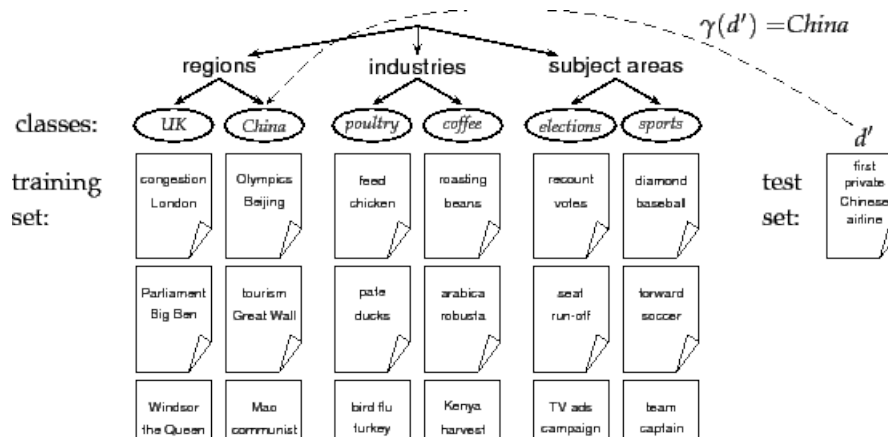 γ(d′) =China
regions industries subject areas
classes: UK China poultry coffee elections sports
d′
training set:
congestion London
Olympics Beijing
feed chicken
roasting beans
recount votes
diamond baseball
test set:
first private Chinese airline
Parliament Big Ben
tourism Great Wall
pate ducks
arabica robusta
seat run-off
forward soccer
Windsor the Queen
Mao communist
bird flu turkey
Kenya harvest
TV ads campaign
team captain